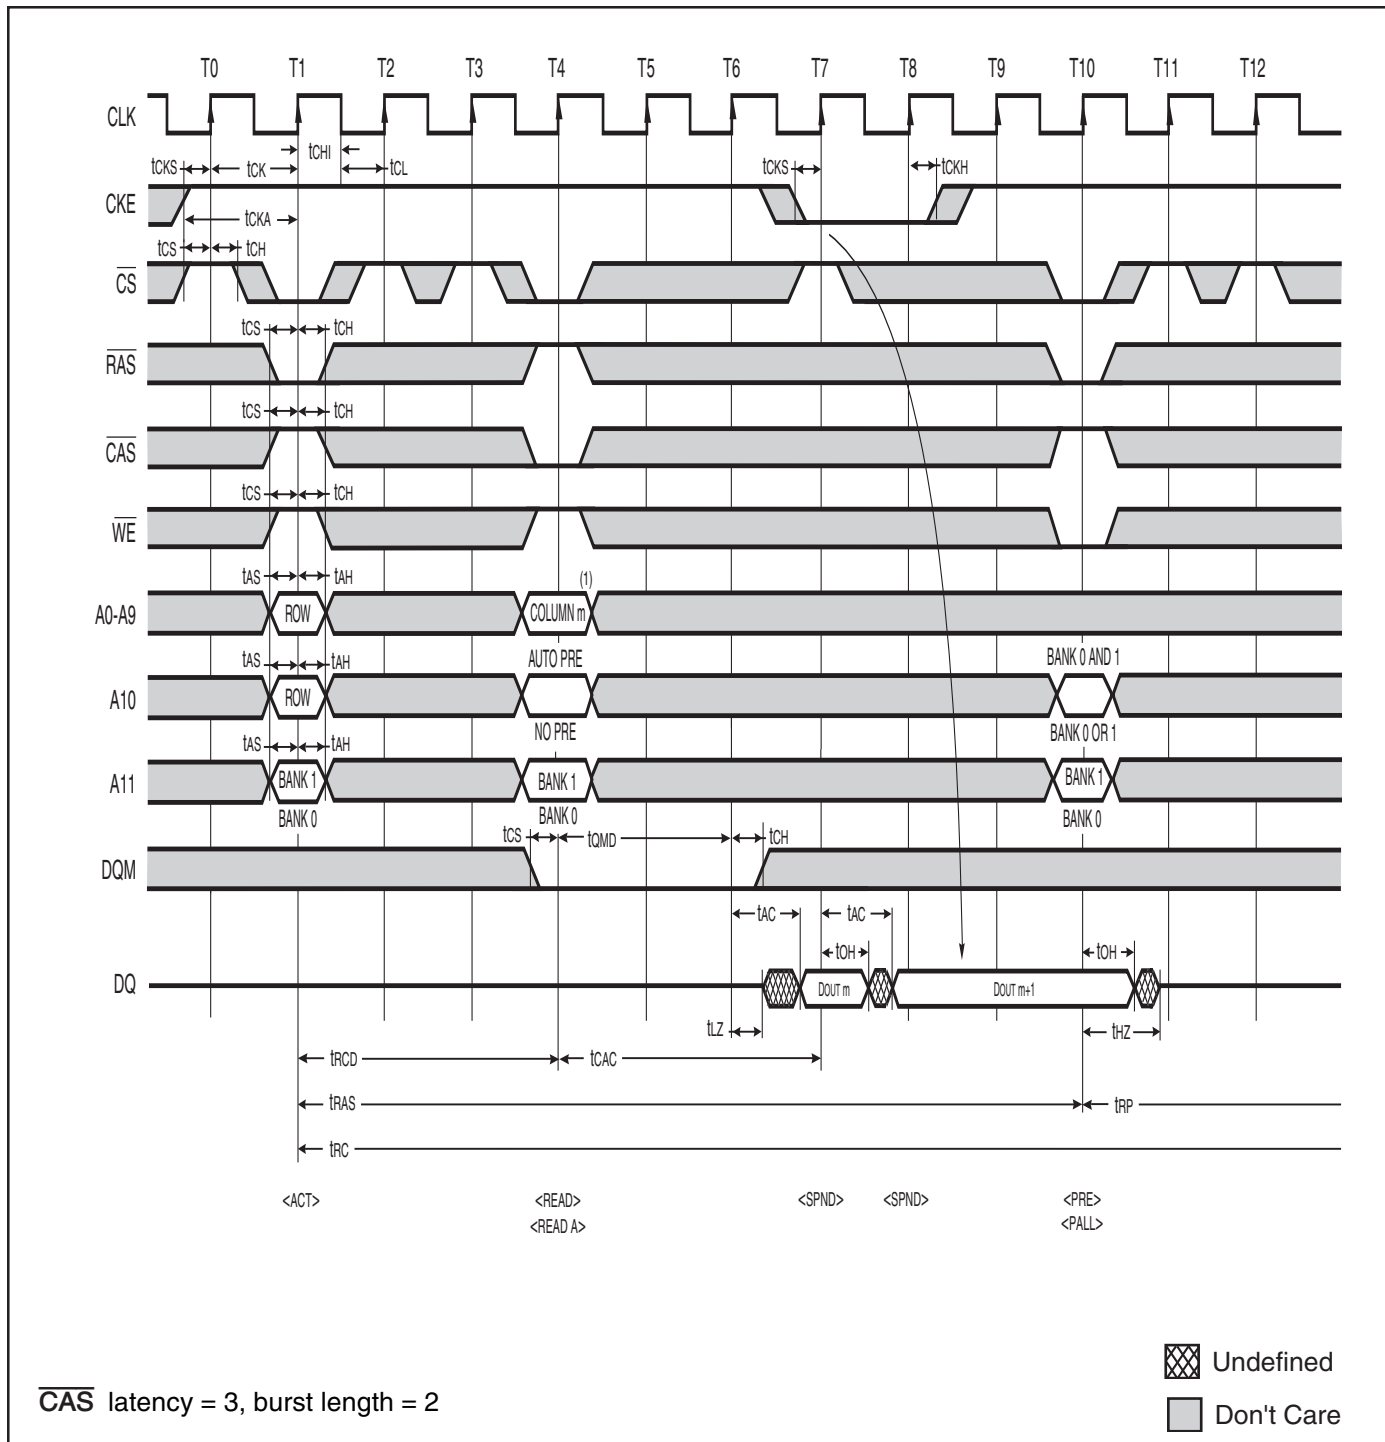 T0 T1 T2 T3 T4 T5 T6 T7 T8 T9 T10 T11 T12
CLK
tCHI
tCKS tCK tCL tCKS tCKH
CKE
tCKA
tCS tCH
CS
tCS tCH
RAS
tCS tCH
CAS
tCS tCH
WE
tAS tAH (1)
A0-A9 ROW COLUMN m
tAS tAH AUTO PRE BANK 0 AND 1
A10 ROW
NO PRE BANK 0 OR 1
tAS tAH
A11 BANK 1 BANK 1 BANK 1
BANK 0 BANK 0 BANK 0
tCS tQMD tCH
DQM
tAC tAC
tOH tOH
DQ DOUT m DOUT m+1
tLZ tHZ
tRCD tCAC
tRAS tRP
tRC
<ACT> <READ> <SPND> <SPND> <PRE>
<READ A> <PALL>
Undefined
CAS latency = 3, burst length = 2
Don't Care